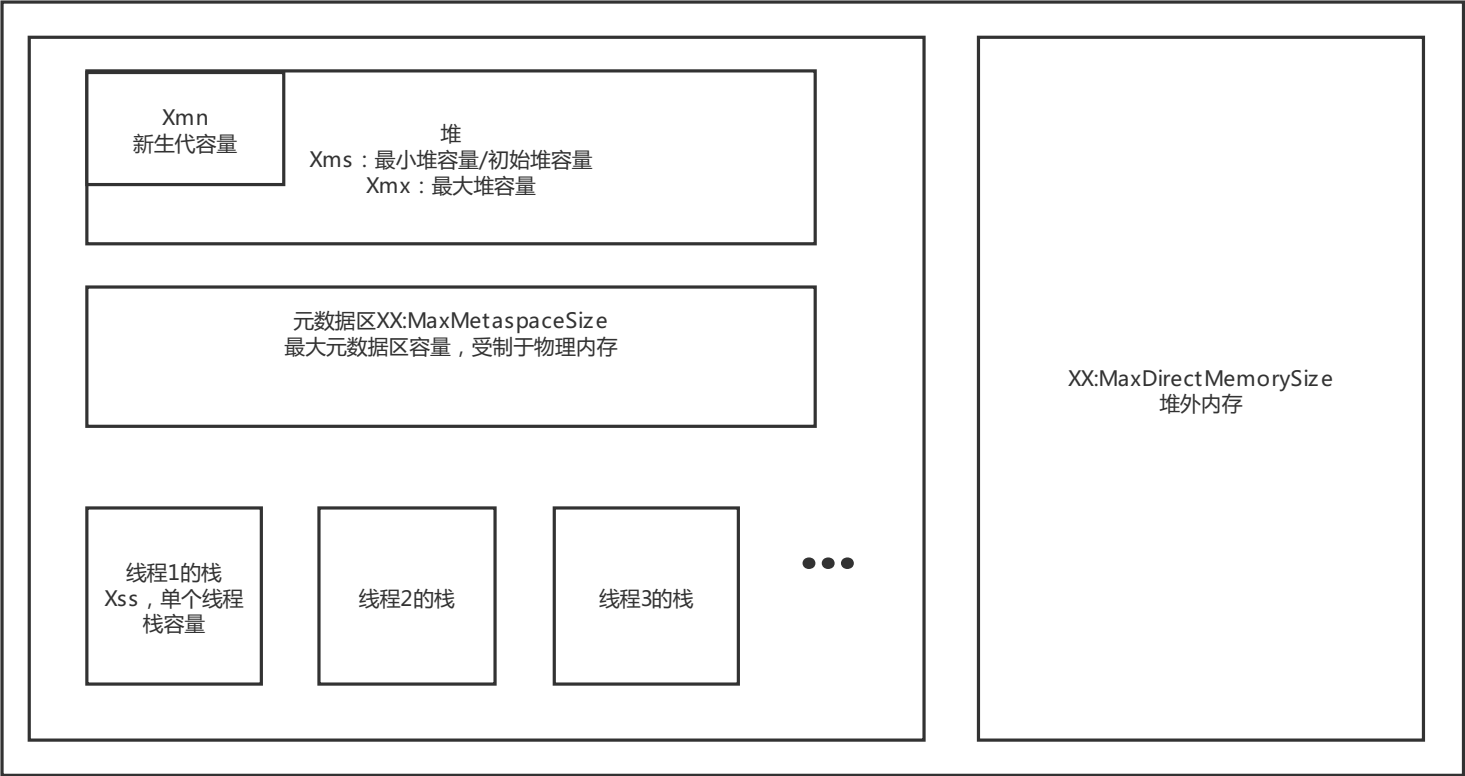 Xmn
新生代容量
堆
Xms：最小堆容量/初始堆容量
Xmx：最大堆容量
元数据区XX:MaxMetaspaceSize
最大元数据区容量，受制于物理内存
线程1的栈
Xss，单个线程
栈容量
线程2的栈
线程3的栈
XX:MaxDirectMemorySize
堆外内存